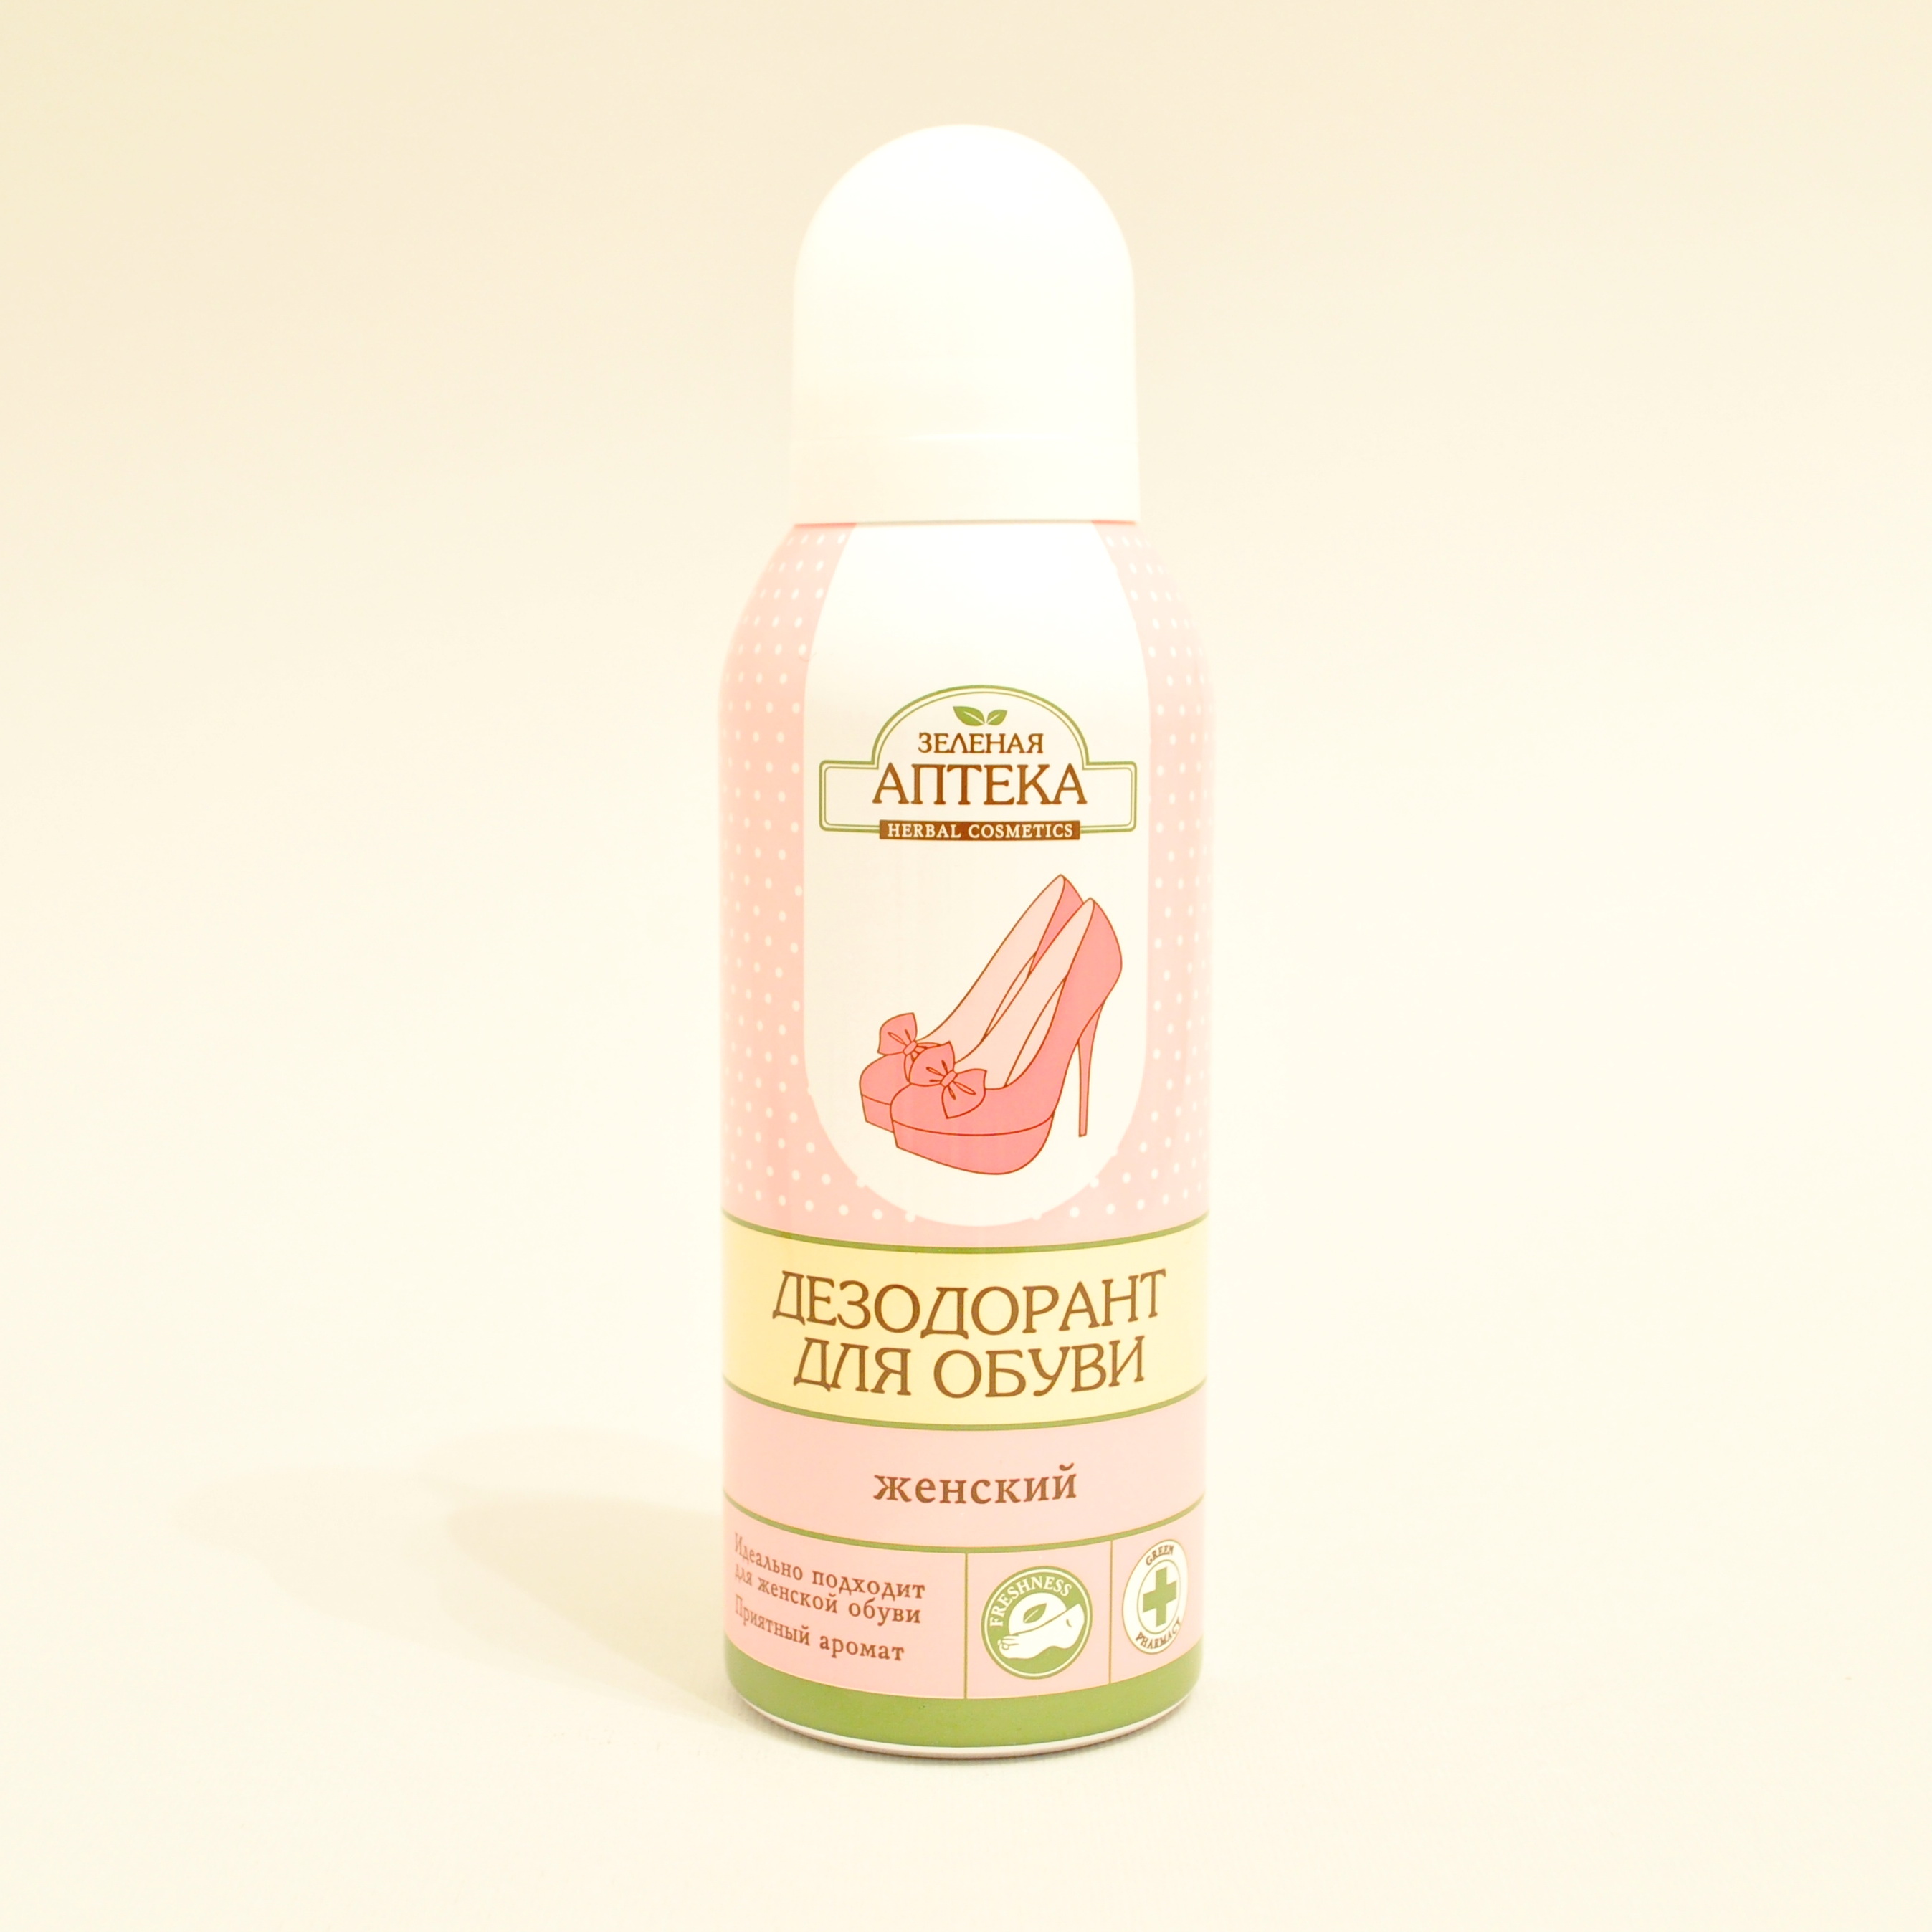 ЗЕЛЕНАЯ
АПТЕКА
HERBAL COSMETICS
ДЕЗОДОРАНТ
ДЛЯ ОБУВИ
женский
Идеально подходит
для женской обуви
Приятный аромат
FRESHNESS
GREEN
PHARMACY